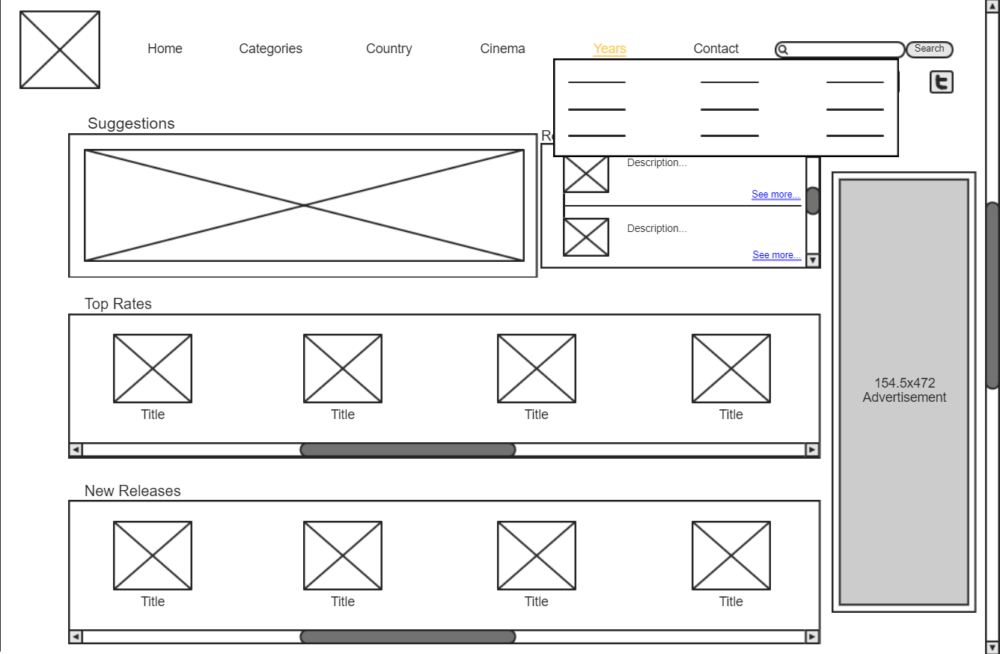 Home
Categories
Country
Cinema
Years
Contact
Search
Suggestions
Description...
See more...
Description...
See more...
Top Rates
Title
Title
Title
Title
154.5x472
Advertisement
New Releases
Title
Title
Title
Title